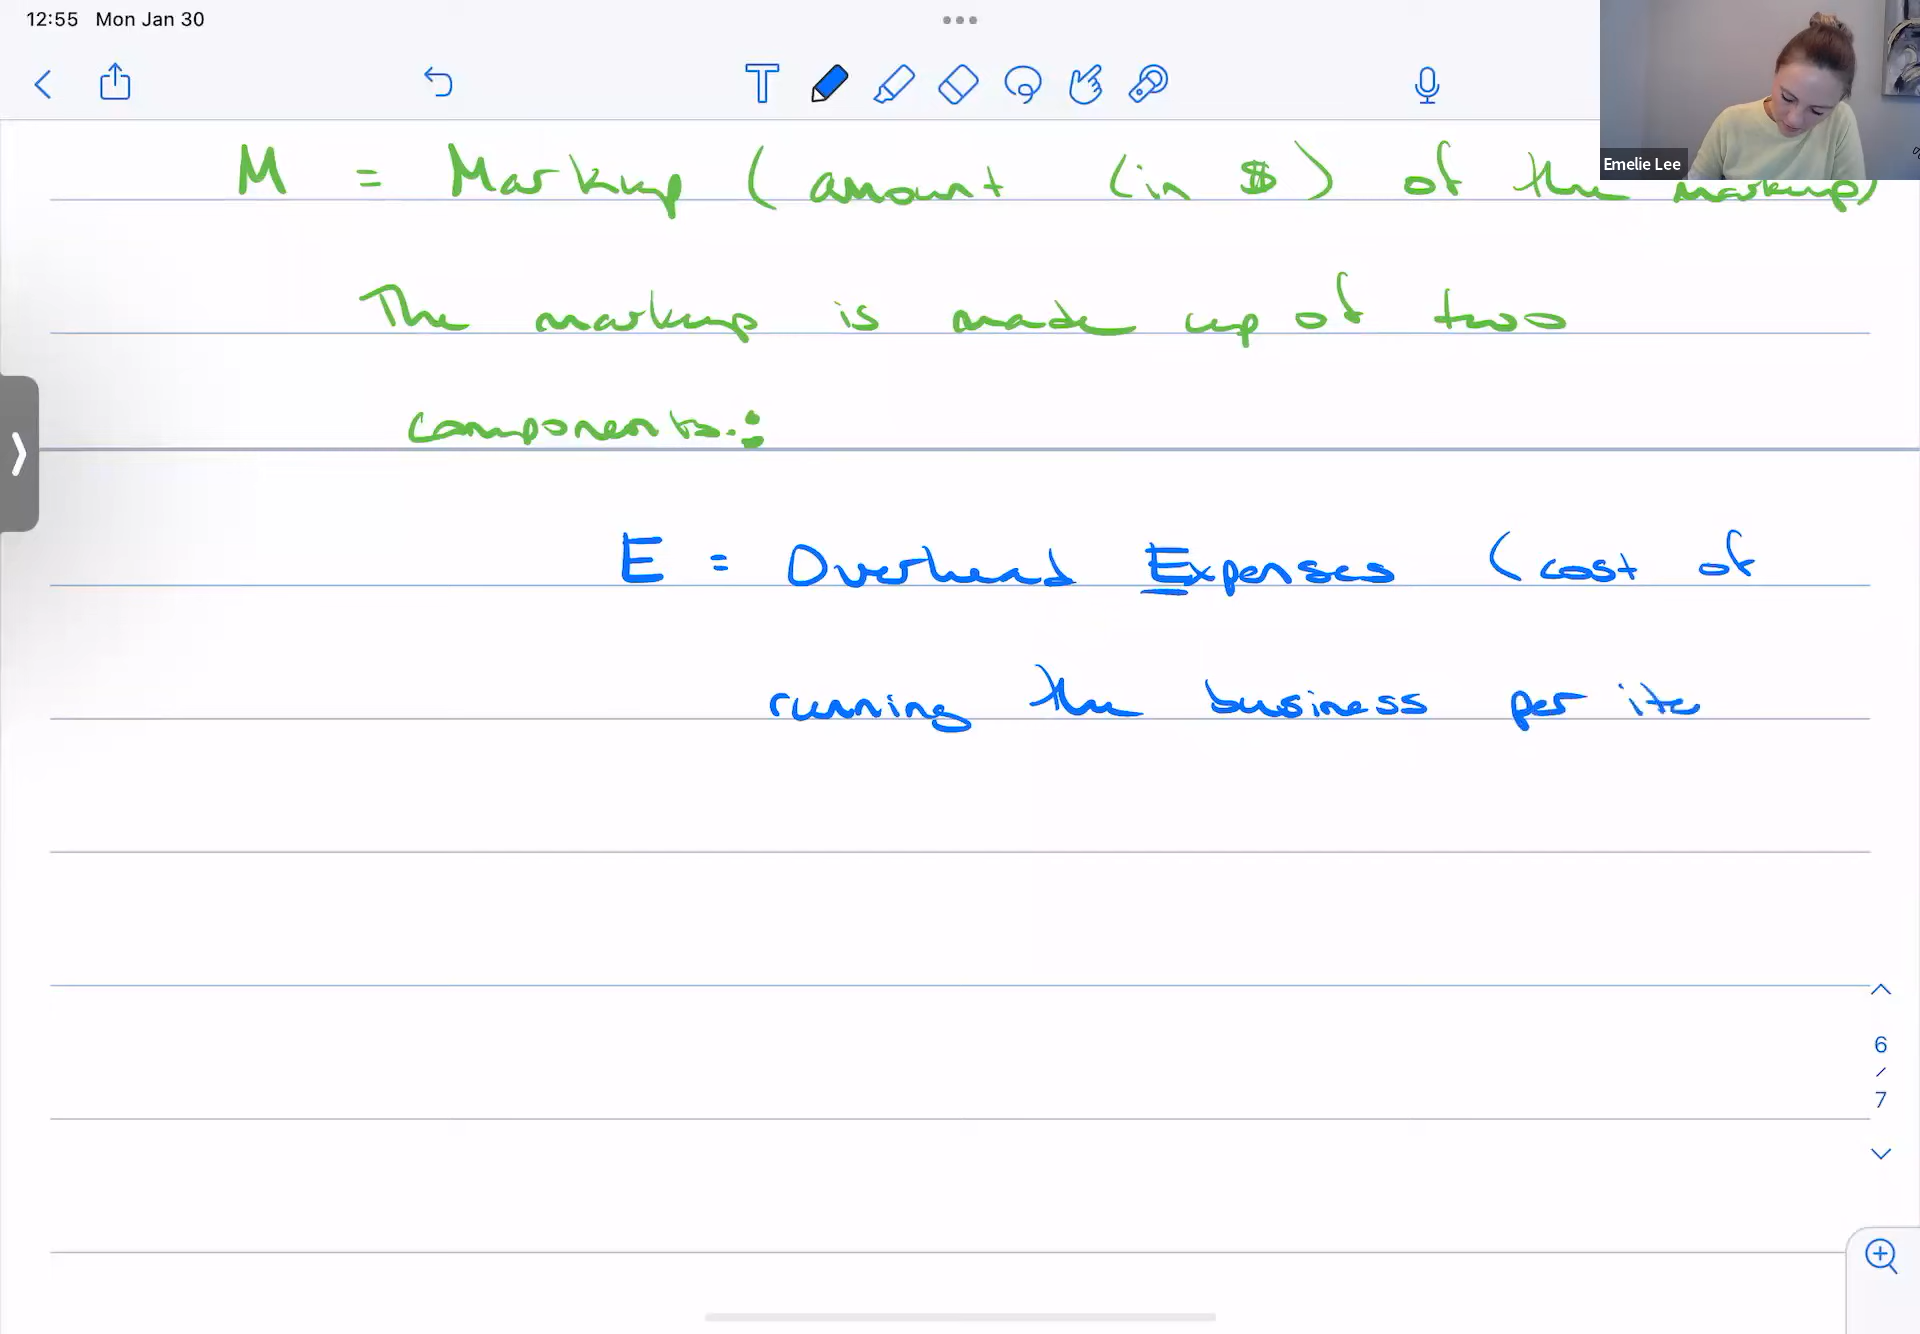 12:55 Mon Jan 30
Emelie Lee
M = Markup (amount (in $) of the markup)
The markup is made up of two
components:
E = Overhead Expenses (cost of
running the business per ite
6
/
7